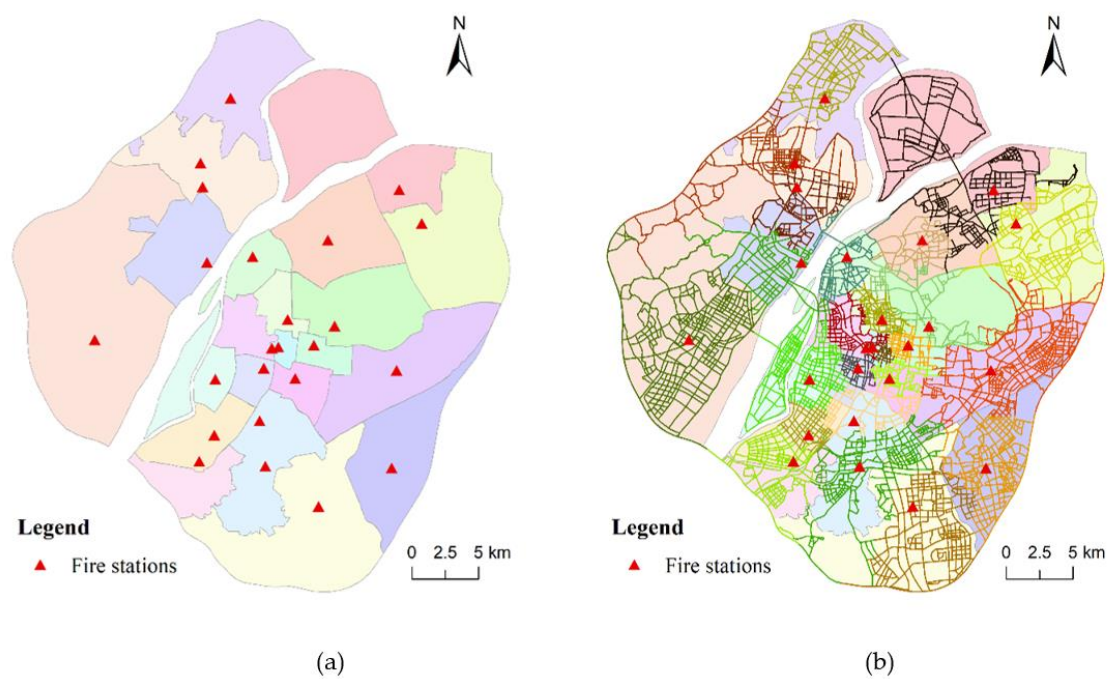 N
N
Legend
Fire stations
0 2.5 5 km
Legend
Fire stations
0 2.5 5 km
(a)
(b)